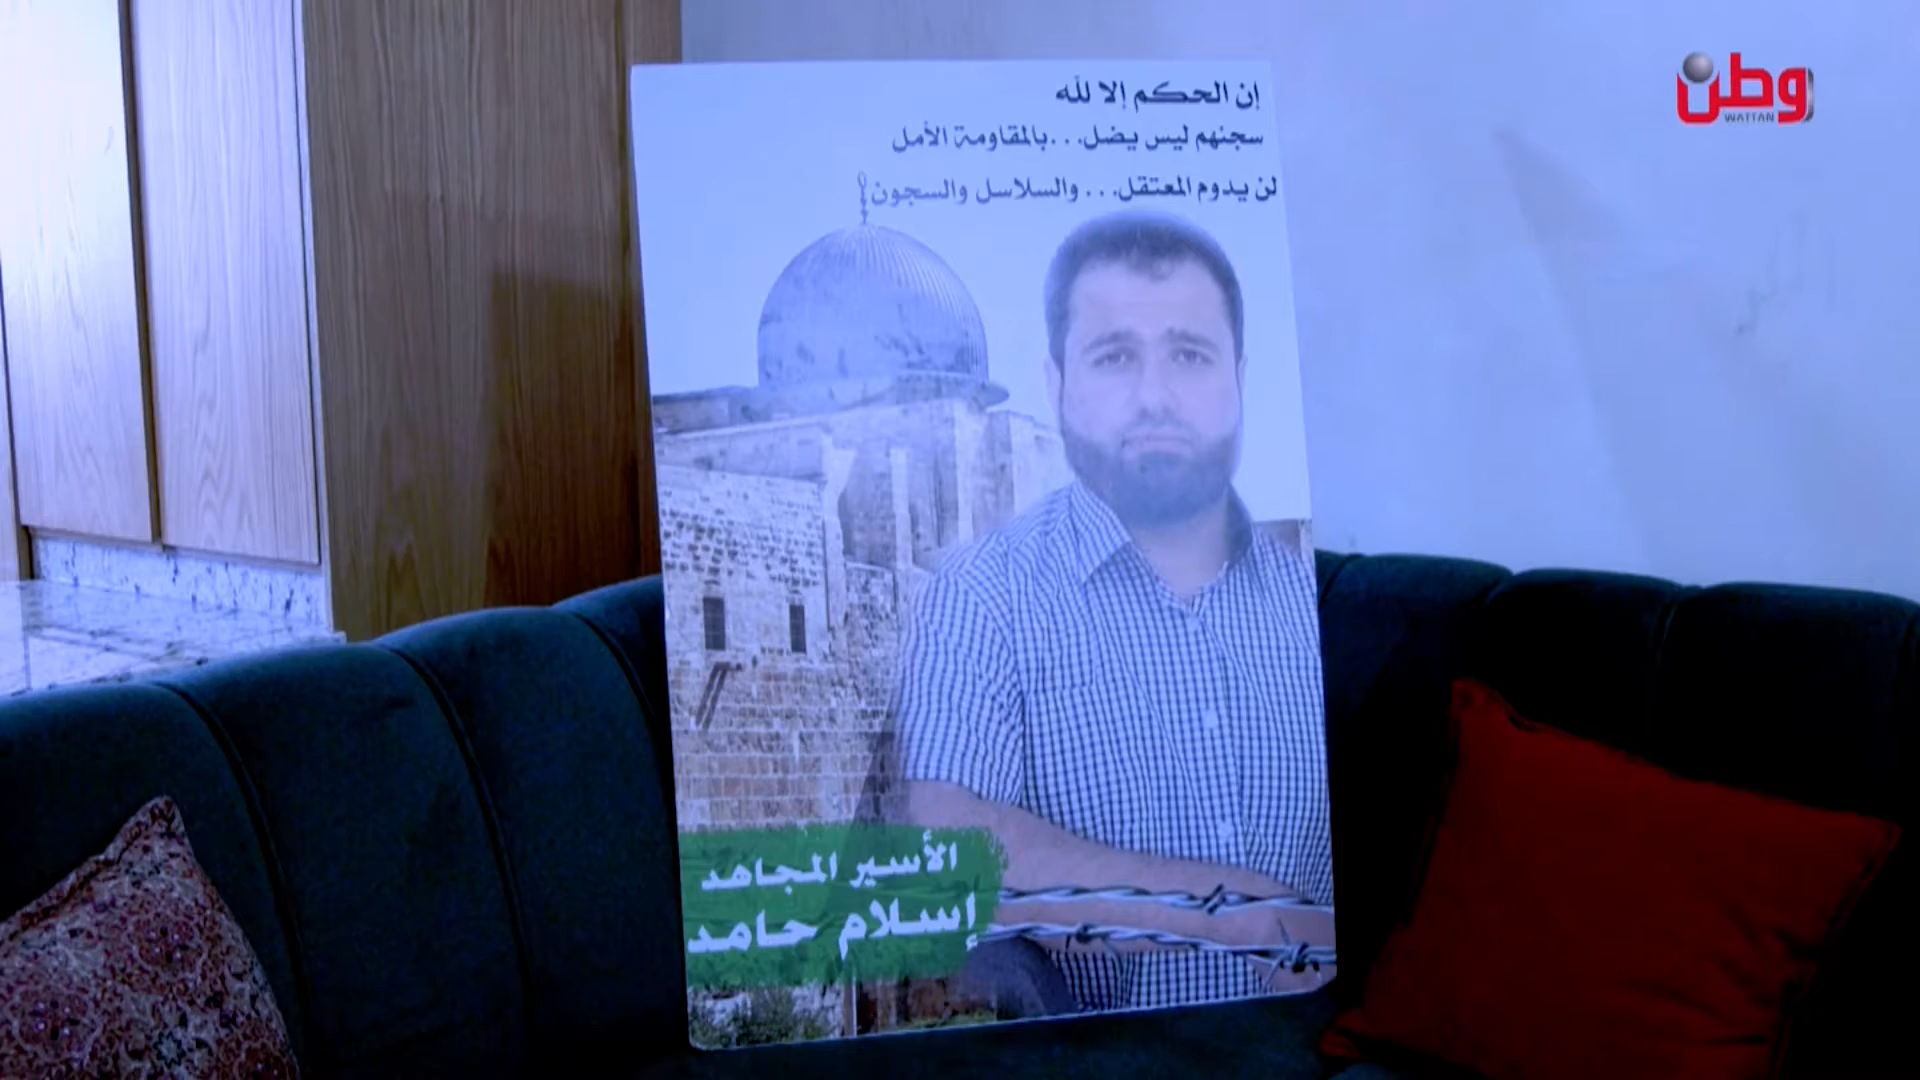 وطن
WATTAN
إن الحكم إلا لله
سجنهم ليس يضل...بالمقاومة الأمل
لن يدوم المعتقل...والسلاسل والسجون
الأسير المجاهد
إسلام حامد